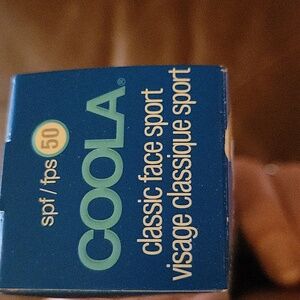 spf / fps 50
COOLA®
classic face sport
visage classique sport